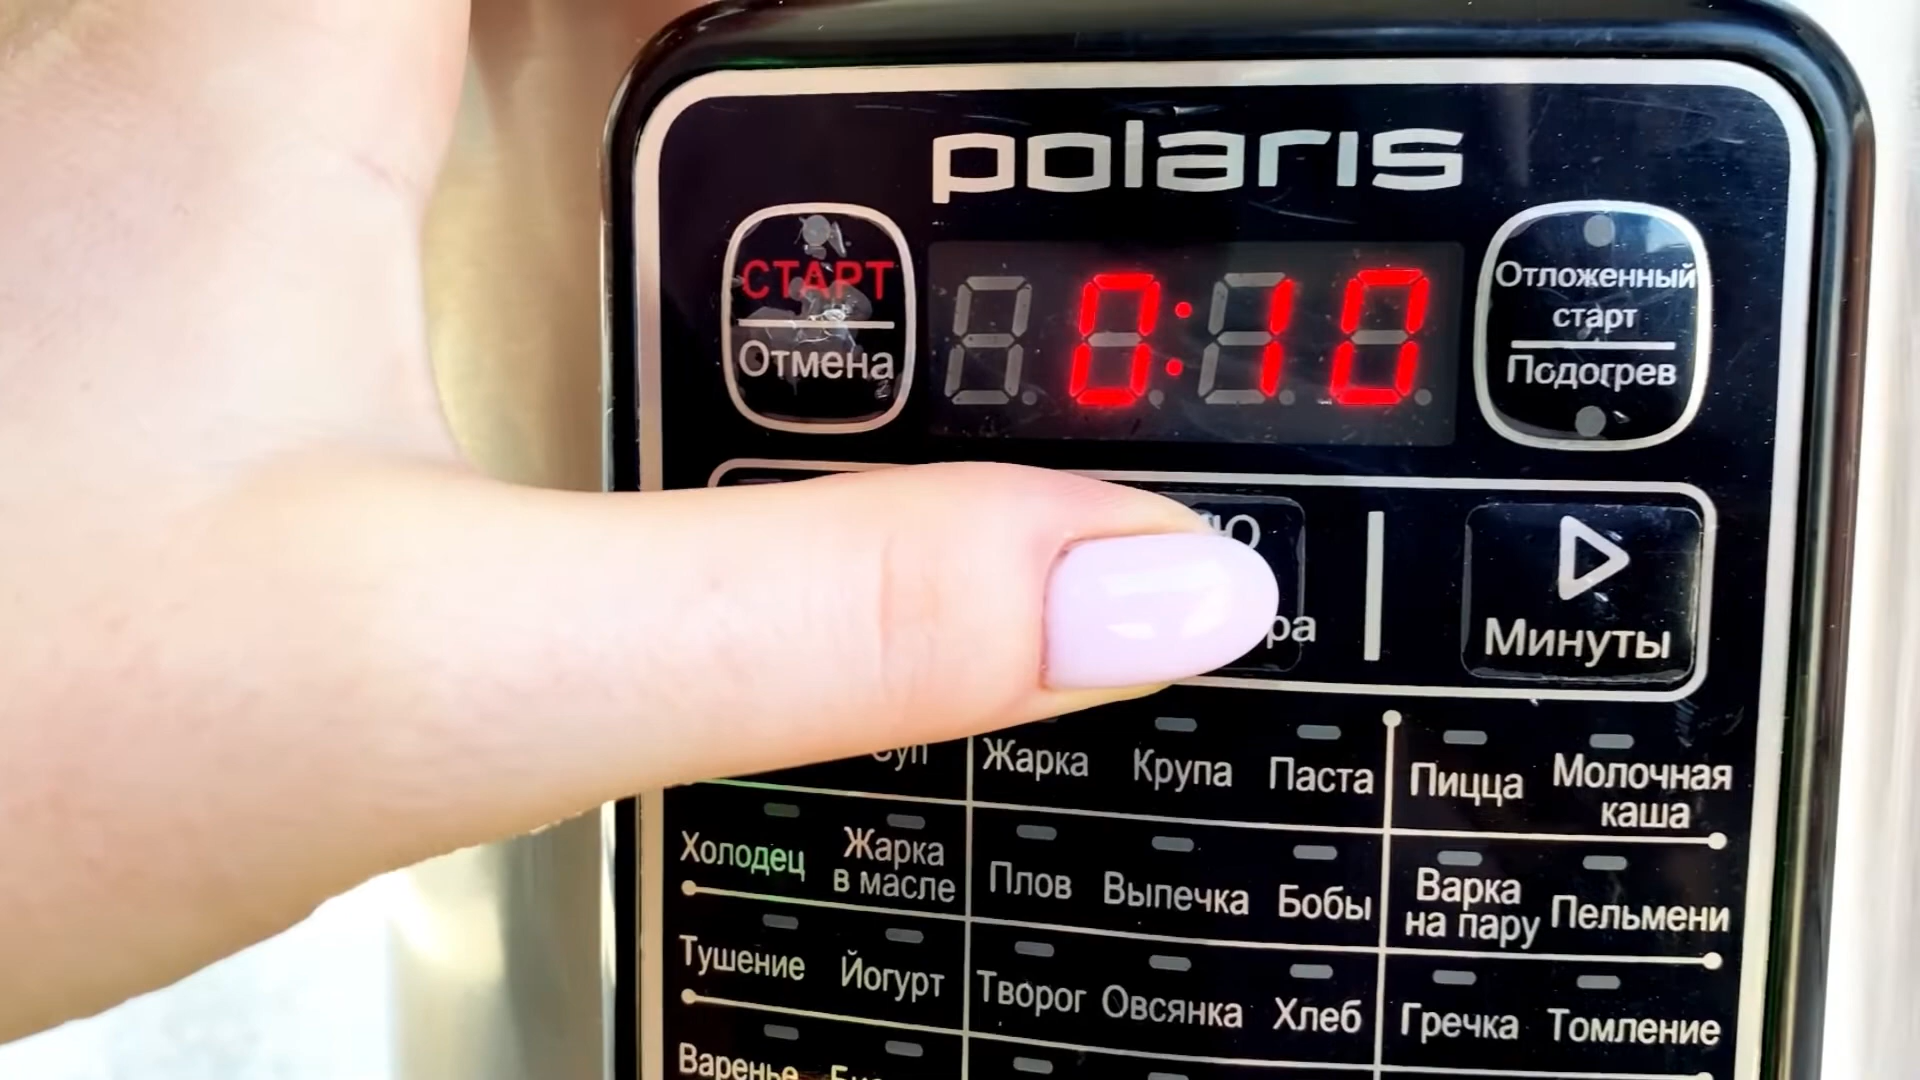 polaris
СТАРТ
Отмена
0:10
Отложенный
старт
Подогрев
Минуты
Суп Жарка Крупа Паста Пицца Молочная
каша
Холодец Жарка
в масле Плов Выпечка Бобы Варка
на пару Пельмени
Тушение Йогурт Творог Овсянка Хлеб Гречка Томление
Варенье